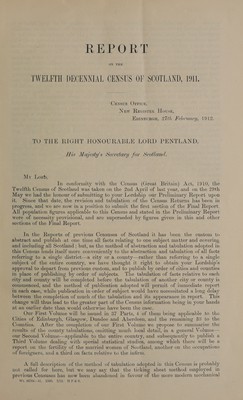 REPORT
ON THE
TWELFTH DECENNIAL CENSUS OF SCOTLAND, 1911.
CENSUS OFFICE,
NEW REGISTER HOUSE,
EDINBURGH, February, 1912.
TO THE RIGHT HONOURABLE LORD PENTLAND,
His Majesty's Secretary for Scotland.
MY LORD,
In conformity with the Census (Great Britain) Act, 1910, the
Twelfth Census of Scotland was taken on the 2nd April of last year, and on the 29th
May we had the honour of submitting to your Lordship our Preliminary Report upon
it. Since that date, the revision and tabulation of the Census Returns has been in
progress, and we are now in a position to submit the first section of the Final Report.
All population figures applicable to this Census and stated in the Preliminary Report
were of necessity provisional, and are superseded by figures given in this and other
sections of the Final Report.
In the Reports of previous Censuses of Scotland it has been the custom to
abstract and publish at one time all facts relating to one subject matter and covering,
and including all Scotland; but, as the method of abstraction and tabulation adopted in
this Census lends itself more conveniently to the abstraction and tabulation of all facts
referring to a single district—a city or a county—rather than referring to a single
subject of the entire country, we have thought it right to obtain your Lordship's
approval to depart from previous custom, and to publish by order of cities and counties
in place of publishing by order of subjects. The tabulation of facts relative to each
city and county will be completed before the tabulation of another city or county is
commenced, and the method of publication adopted will permit of immediate report
in each case, while publication in order of subject would have necessitated a long delay
between the completion of much of the tabulation and its appearance in report. This
change will thus lead to the greater part of the Census information being in your hands
at an earlier date than would otherwise have been the case.
Our First Volume will be issued in 37 Parts, 4 of them being applicable to the
Cities of Edinburgh, Glasgow, Dundee and Aberdeen, and the remaining 33 to the
Counties. After the completion of our First Volume we propose to summarise the
results of the county tabulations, omitting much local detail, in a general Volume—
our Second Volume—applicable to the entire country, and subsequently to publish a
Third Volume dealing with special statistical studies, among which there will be a
report on the fertility of the married women of Scotland, another on the occupations
of foreigners, and a third on facts relative to the infirm.
A full description of the method of tabulation adopted in this Census is probably
not called for here, but we may say that the ticking about method employed in
previous Censuses has now been abandoned in favour of the more modern mechanical